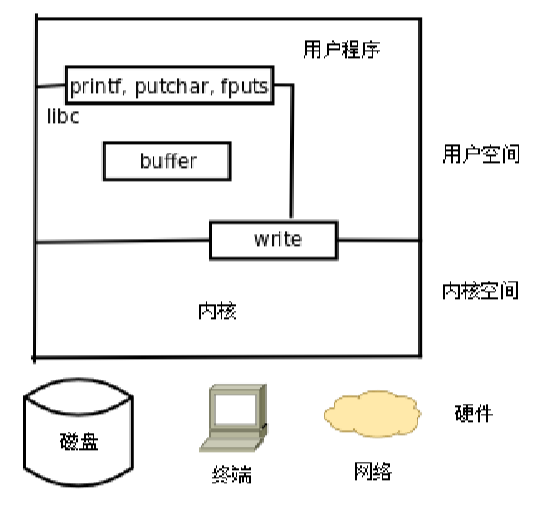 用户程序
printf, putchar, fputs
libc
buffer
用户空间
write
内核空间
内核
磁盘
终端
网络
硬件